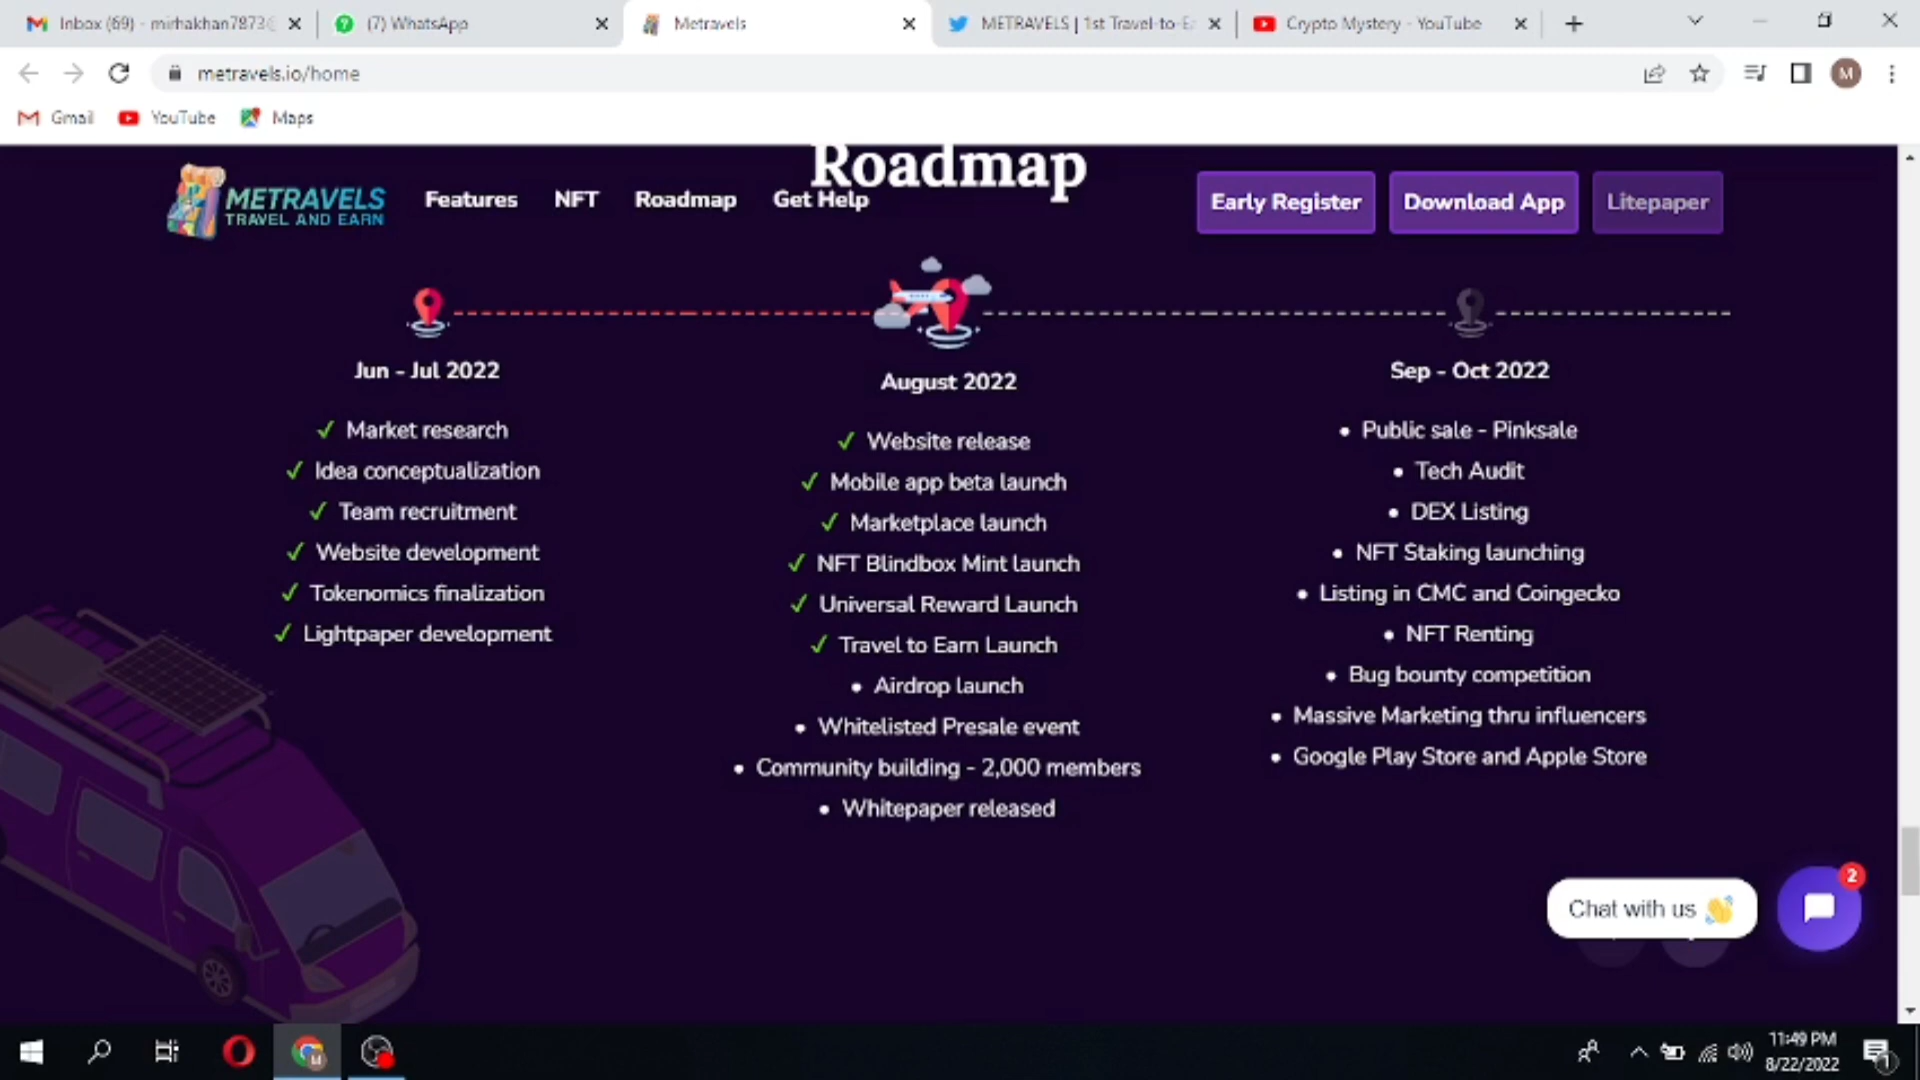 Inbox (69) - mirhakhan7873@
(7) WhatsApp
Metravels
METRAVELS | 1st Travel-to-Ea
Crypto Mystery - YouTube
metravels.io/home
M
Gmail
YouTube
Maps
Roadmap
METRAVELS
TRAVEL AND EARN
Features
NFT
Roadmap
Get Help
Early Register
Download App
Litepaper
Jun - Jul 2022
✓ Market research
✓ Idea conceptualization
✓ Team recruitment
✓ Website development
✓ Tokenomics finalization
✓ Lightpaper development
August 2022
✓ Website release
✓ Mobile app beta launch
✓ Marketplace launch
✓ NFT Blindbox Mint launch
✓ Universal Reward Launch
✓ Travel to Earn Launch
• Airdrop launch
• Whitelisted Presale event
• Community building - 2,000 members
• Whitepaper released
Sep - Oct 2022
• Public sale - Pinksale
• Tech Audit
• DEX Listing
• NFT Staking launching
• Listing in CMC and Coingecko
• NFT Renting
• Bug bounty competition
• Massive Marketing thru influencers
• Google Play Store and Apple Store
Chat with us 👋
2
11:49 PM
8/22/2022
1